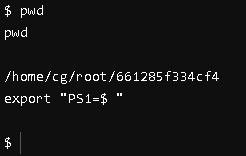 $ pwd
pwd
/home/cg/root/661285f334cf4
export "PS1=$ "
$